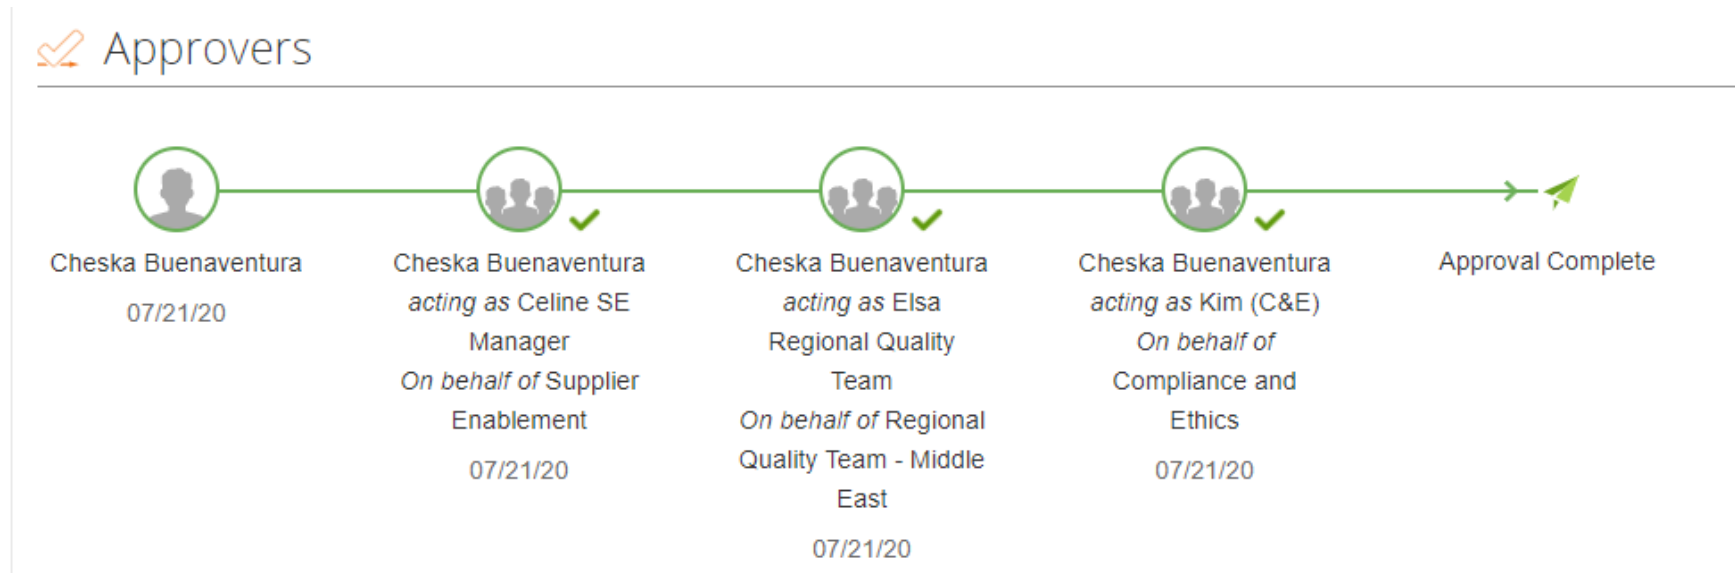 Approvers
Cheska Buenaventura
07/21/20
Cheska Buenaventura
acting as Celine SE
Manager
On behalf of Supplier
Enablement
07/21/20
Cheska Buenaventura
acting as Elsa
Regional Quality
Team
On behalf of Regional
Quality Team - Middle
East
07/21/20
Cheska Buenaventura
acting as Kim (C&E)
On behalf of
Compliance and
Ethics
07/21/20
Approval Complete